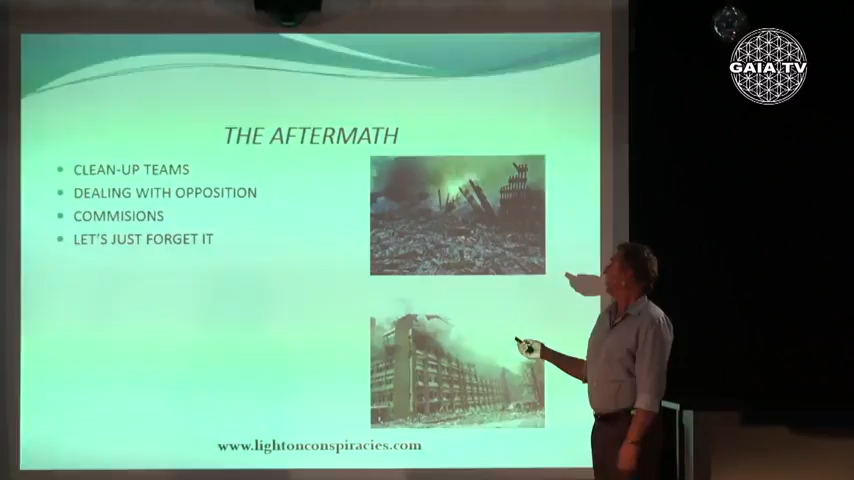 GAIA TV
THE AFTERMATH
CLEAN-UP TEAMS
DEALING WITH OPPOSITION
COMMISIONS
LET'S JUST FORGET IT
www.lightonconspiracies.com